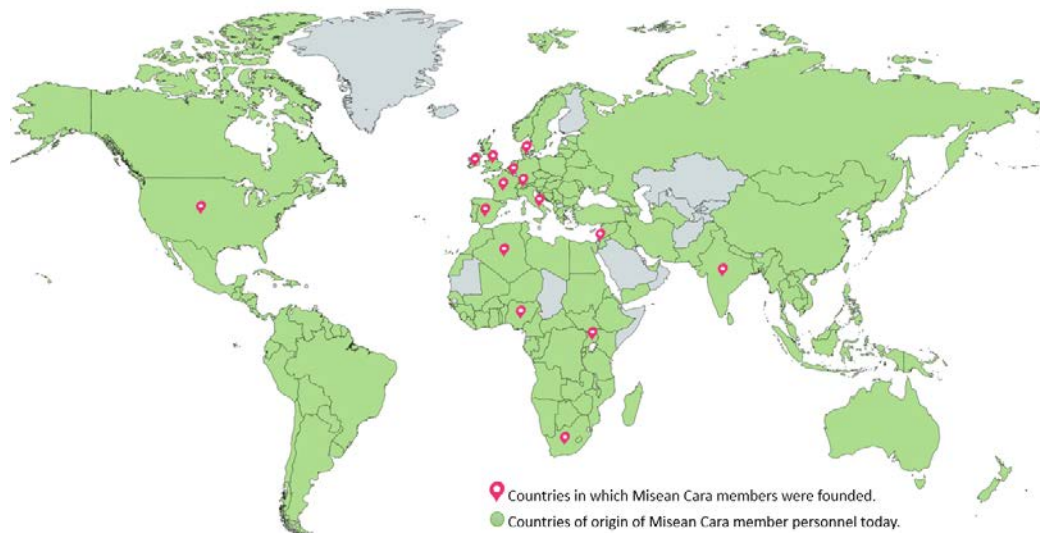 Countries in which Misean Cara members were founded.
Countries of origin of Misean Cara member personnel today.